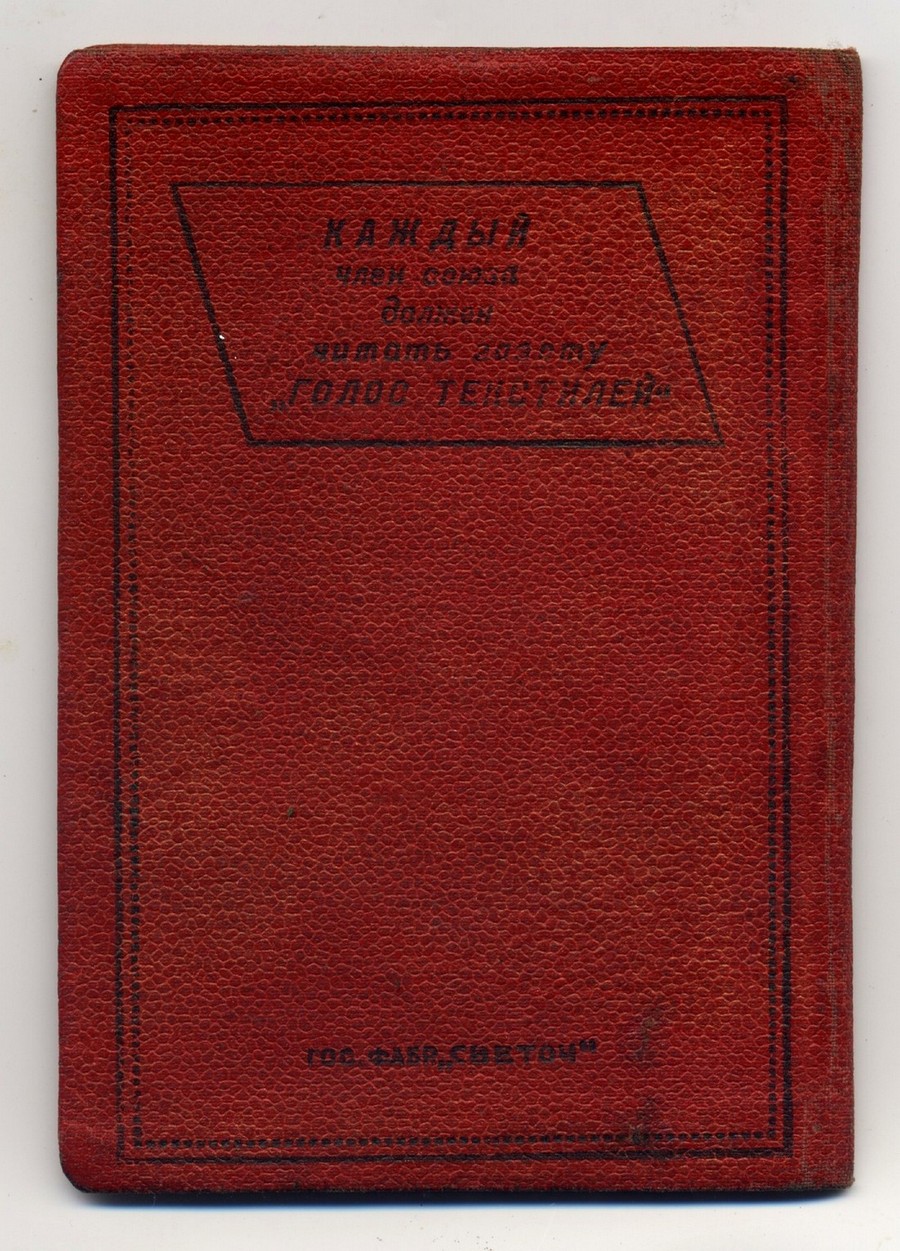 КАЖДЫЙ
член союза
должен
читать газету
„ГОЛОС ТЕКСТИЛЕЙ“
ГОС. ФАБР. „СВЕТОЧ“